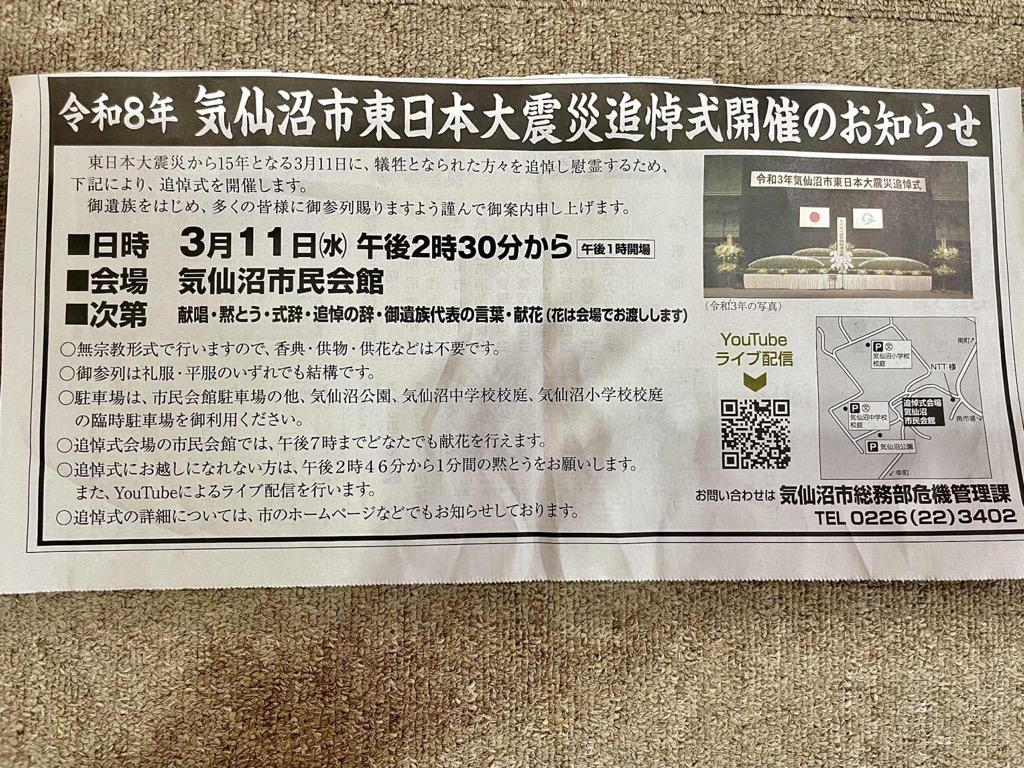 令和8年 気仙沼市東日本大震災追悼式開催のお知らせ
東日本大震災から15年となる3月11日に、犠牲となられた方々を追悼し慰霊するため、
下記により、追悼式を開催します。
御遺族をはじめ、多くの皆様に御参列賜りますよう謹んで御案内申し上げます。
■日時 3月11日㈬ 午後2時30分から 午後1時開場
■会場 気仙沼市民会館
■次第 献唱・黙とう・式辞・追悼の辞・御遺族代表の言葉・献花(花は会場でお渡しします)
○無宗教形式で行いますので、香典・供物・供花などは不要です。
○御参列は礼服・平服のいずれでも結構です。
○駐車場は、市民会館駐車場の他、気仙沼公園、気仙沼中学校校庭、気仙沼小学校校庭
の臨時駐車場を御利用ください。
○追悼式会場の市民会館では、午後7時までどなたでも献花を行えます。
○追悼式にお越しになれない方は、午後2時46分から1分間の黙とうをお願いします。
また、YouTubeによるライブ配信を行います。
○追悼式の詳細については、市のホームページなどでもお知らせしております。
令和3年気仙沼市東日本大震災追悼式
(令和3年の写真)
YouTube
ライブ配信
南町
P
文
気仙沼小学校
校庭
NTT様
追悼式会場
気仙沼
市民会館
魚市場
P
文
気仙沼中学校
校庭
P 気仙沼公園
幸町
お問い合わせは 気仙沼市総務部危機管理課
TEL 0226(22)3402